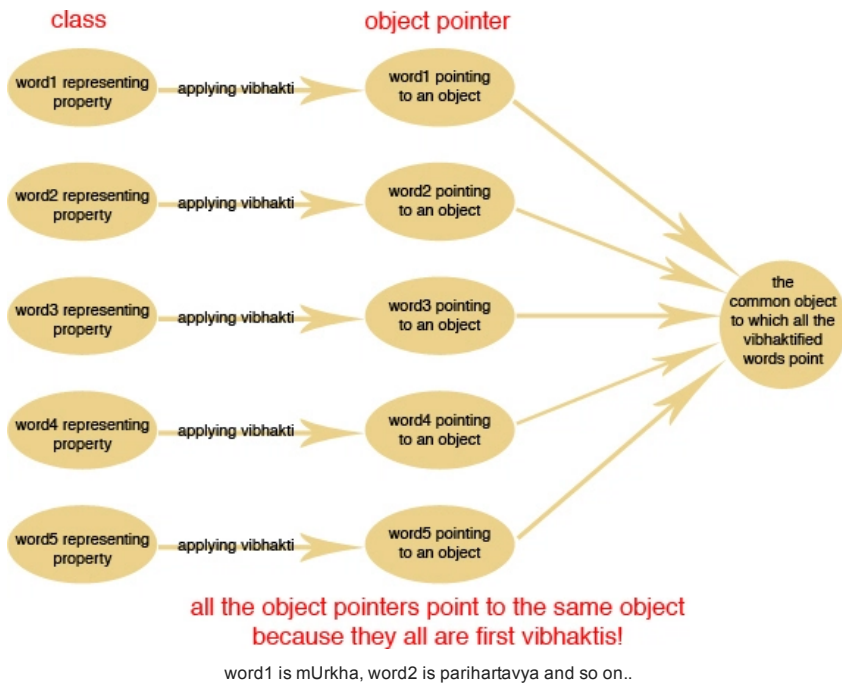 class
object pointer
word1 representing
property
applying vibhakti
word1 pointing
to an object
word2 representing
property
applying vibhakti
word2 pointing
to an object
word3 representing
property
applying vibhakti
word3 pointing
to an object
the
common object
to which all the
vibhaktified
words point
word4 representing
property
applying vibhakti
word4 pointing
to an object
word5 representing
property
applying vibhakti
word5 pointing
to an object
all the object pointers point to the same object
because they all are first vibhaktis!
word1 is mUrkha, word2 is parihartavya and so on..